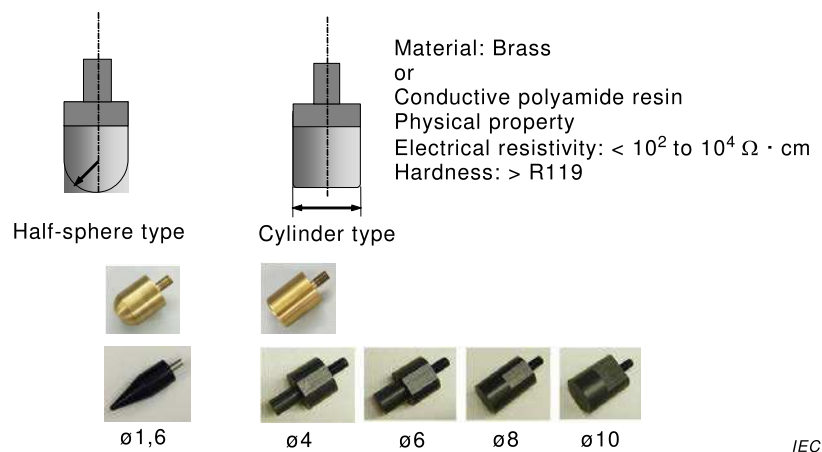 Material: Brass
or
Conductive polyamide resin
Physical property
Electrical resistivity: < 10² to 10⁴ Ω · cm
Hardness: > R119
Half-sphere type
Cylinder type
ø1,6
ø4
ø6
ø8
ø10
IEC